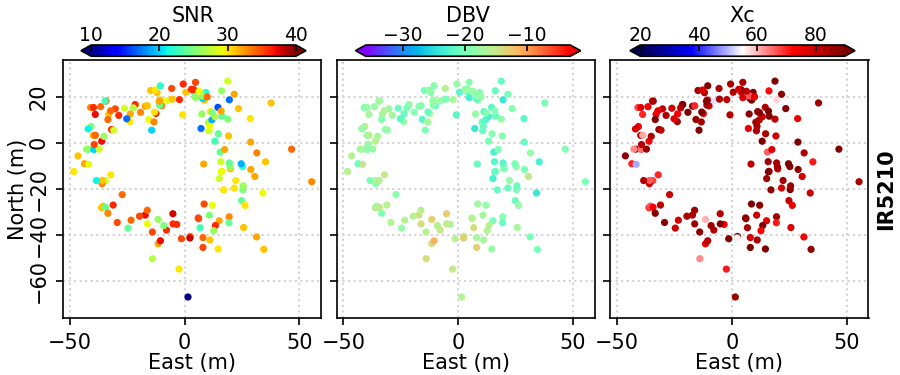 SNR DBV Xc
10 20 30 40 −30 −20 −10 20 40 60 80
20
0
−20
−40
−60
North (m)
IR5210
−50 0 50 −50 0 50 −50 0 50
East (m) East (m) East (m)